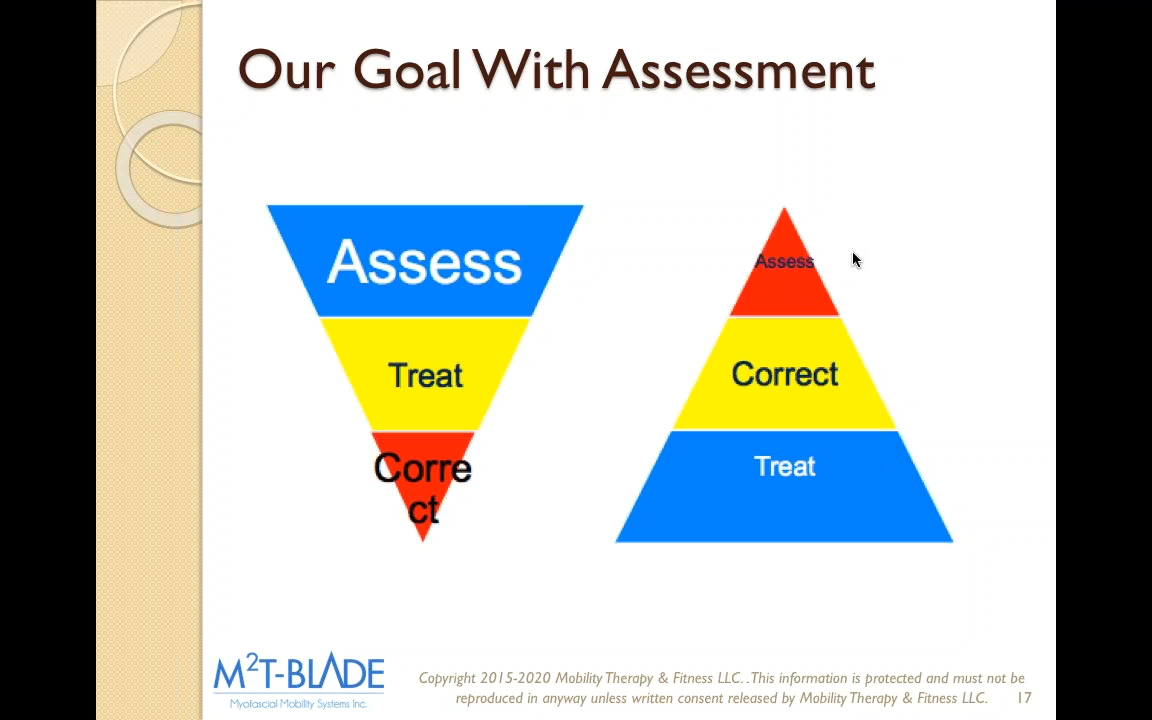 Our Goal With Assessment
Assess
Treat
Corre
ct
Assess
Correct
Treat
M²T-BLADE
Myofascial Mobility Systems Inc.
Copyright 2015-2020 Mobility Therapy & Fitness LLC. . This information is protected and must not be
reproduced in anyway unless written consent released by Mobility Therapy & Fitness LLC.
17